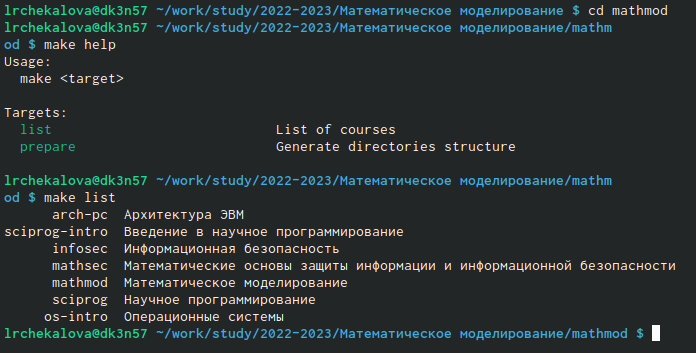 lrchekalova@dk3n57 ~/work/study/2022-2023/Математическое моделирование $ cd mathmod
lrchekalova@dk3n57 ~/work/study/2022-2023/Математическое моделирование/mathm
od $ make help
Usage:
  make <target>

Targets:
  list                            List of courses
  prepare                         Generate directories structure

lrchekalova@dk3n57 ~/work/study/2022-2023/Математическое моделирование/mathm
od $ make list
      arch-pc  Архитектура ЭВМ
sciprog-intro  Введение в научное программирование
      infosec  Информационная безопасность
      mathsec  Математические основы защиты информации и информационной безопасности
      mathmod  Математическое моделирование
      sciprog  Научное программирование
     os-intro  Операционные системы
lrchekalova@dk3n57 ~/work/study/2022-2023/Математическое моделирование/mathmod $